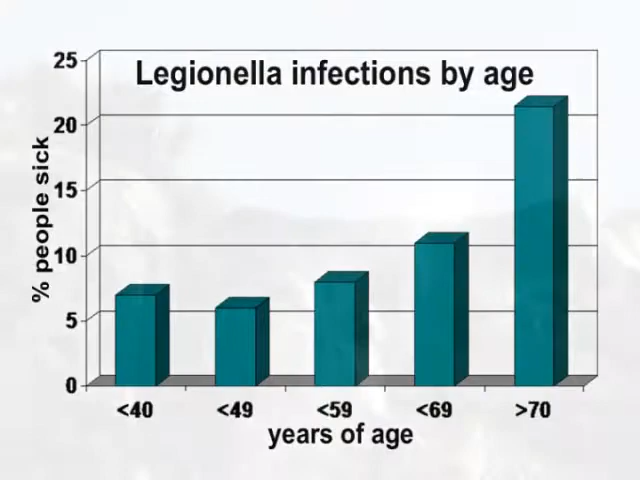 Legionella infections by age
% people sick
25
20
15
10
5
0
<40 <49 <59 <69 >70
years of age